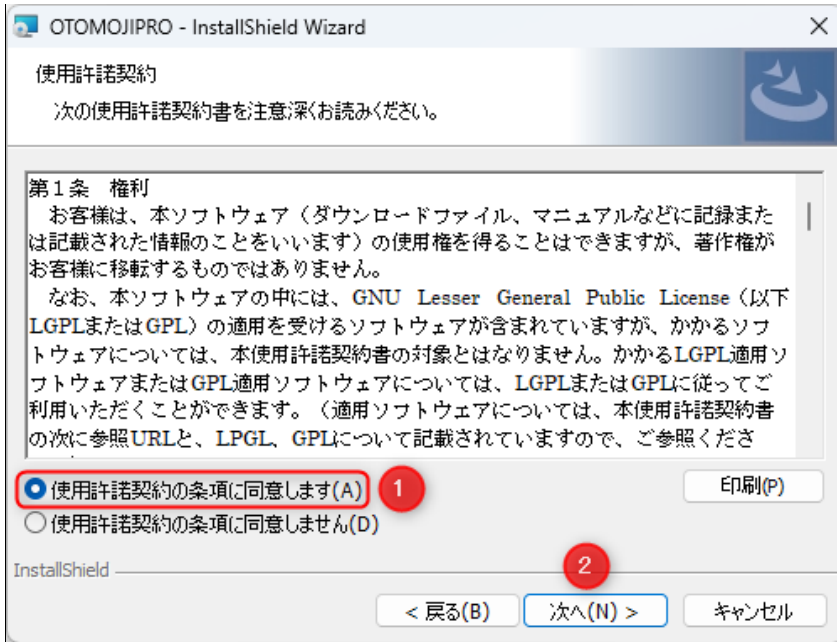 OTOMOJIPRO - InstallShield Wizard
使用許諾契約
次の使用許諾契約書を注意深くお読みください。
第1条 権利
お客様は、本ソフトウェア（ダウンロードファイル、マニュアルなどに記録また
は記載された情報のことをいいます）の使用権を得ることはできますが、著作権が
お客様に移転するものではありません。
なお、本ソフトウェアの中には、GNU Lesser General Public License（以下
LGPLまたはGPL）の適用を受けるソフトウェアが含まれていますが、かかるソフ
トウェアについては、本使用許諾契約書の対象とはなりません。かかるLGPL適用ソ
フトウェアまたはGPL適用ソフトウェアについては、LGPLまたはGPLに従ってご
利用いただくことができます。（適用ソフトウェアについては、本使用許諾契約書
の次に参照URLと、LPGL、GPLについて記載されていますので、ご参照くださ
使用許諾契約の条項に同意します(A)
1
印刷(P)
使用許諾契約の条項に同意しません(D)
InstallShield
2
< 戻る(B)
次へ(N) >
キャンセル